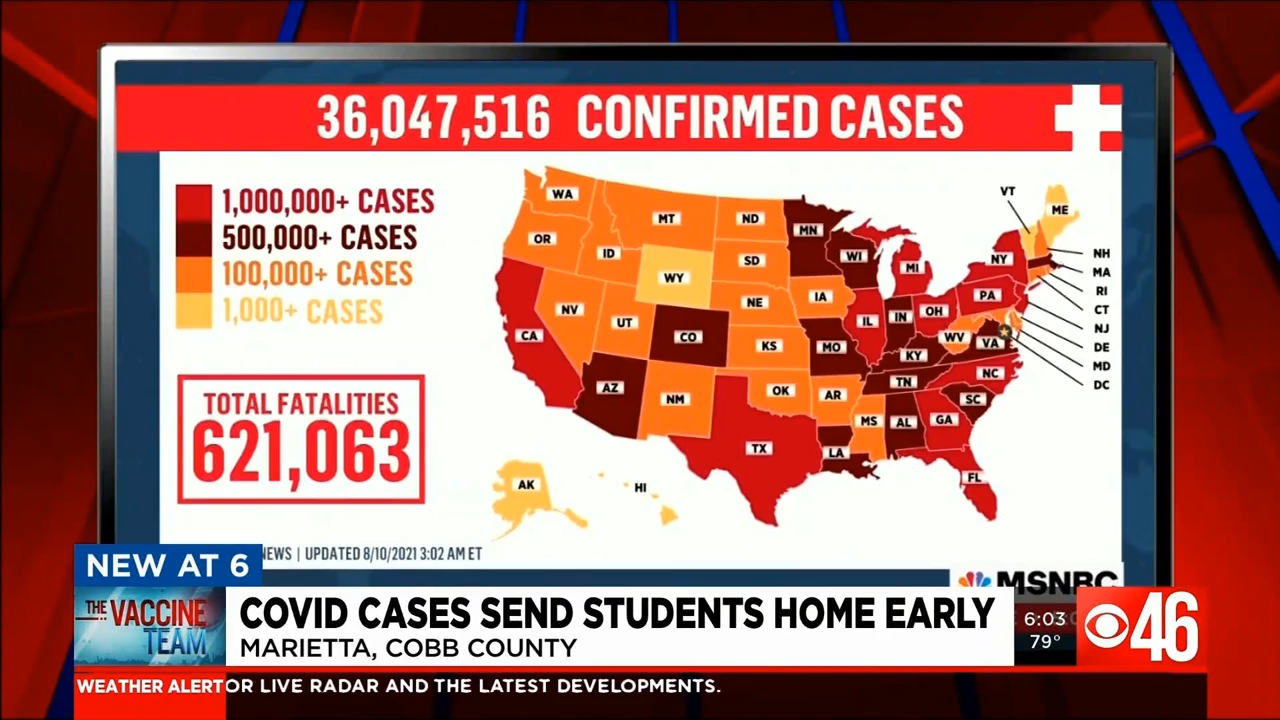 36,047,516 CONFIRMED CASES
1,000,000+ CASES
500,000+ CASES
100,000+ CASES
1,000+ CASES
TOTAL FATALITIES
621,063
WA
OR
CA
ID
NV
MT
WY
UT
AZ
CO
NM
ND
SD
NE
KS
OK
TX
MN
IA
MO
AR
LA
WI
IL
MI
IN
OH
KY
TN
MS
AL
GA
FL
SC
NC
VA
WV
PA
NY
VT
ME
NH
MA
RI
CT
NJ
DE
MD
DC
AK
HI
NEWS | UPDATED 8/10/2021 3:02 AM ET
MSNBC
NEW AT 6
THE VACCINE TEAM
COVID CASES SEND STUDENTS HOME EARLY
MARIETTA, COBB COUNTY
6:03
79°
46
WEATHER ALERT OR LIVE RADAR AND THE LATEST DEVELOPMENTS.